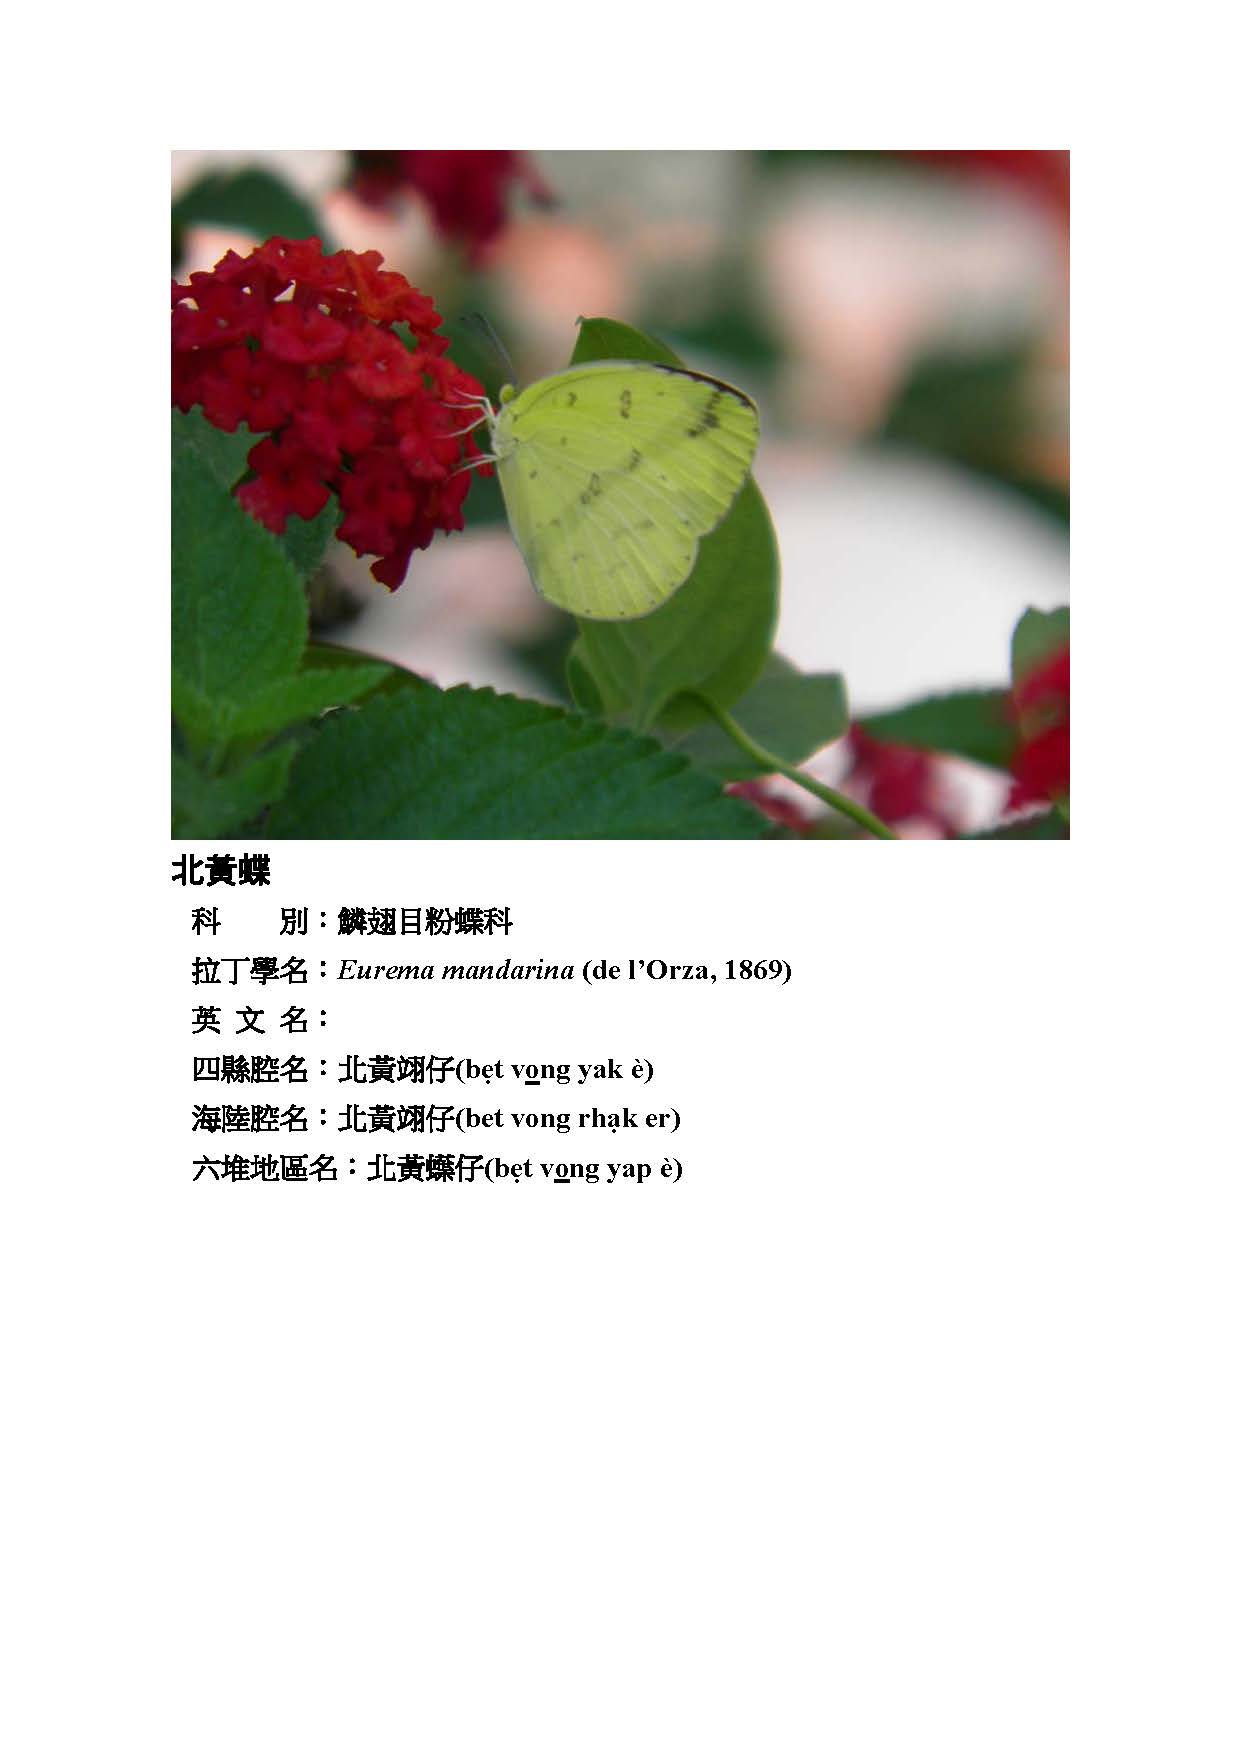 北黃蝶
科　　別：鱗翅目粉蝶科
拉丁學名：Eurema mandarina (de l’Orza, 1869)
英 文 名：
四縣腔名：北黃翊仔(bẹt vo̲ng yak è)
海陸腔名：北黃翊仔(bet vong rhạk er)
六堆地區名：北黃蝶仔(bẹt vo̲ng yap è)